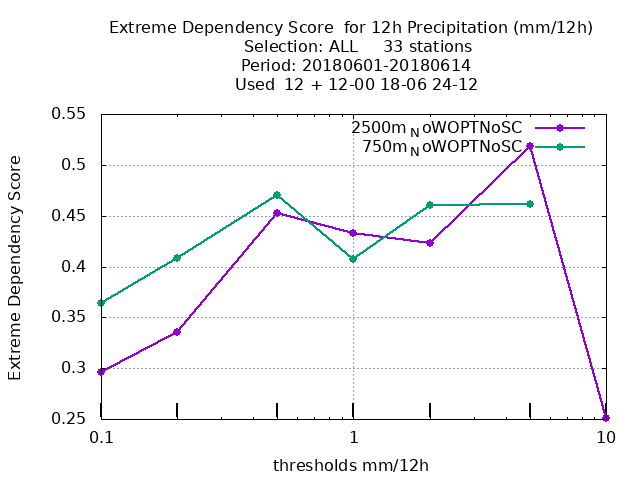 Extreme Dependency Score  for 12h Precipitation (mm/12h)
Selection: ALL     33 stations
Period: 20180601-20180614
Used  12 + 12-00 18-06 24-12
2500m_NoWOPTNoSC
750m_NoWOPTNoSC
Extreme Dependency Score
0.55
0.5
0.45
0.4
0.35
0.3
0.25
0.1
1
10
thresholds mm/12h